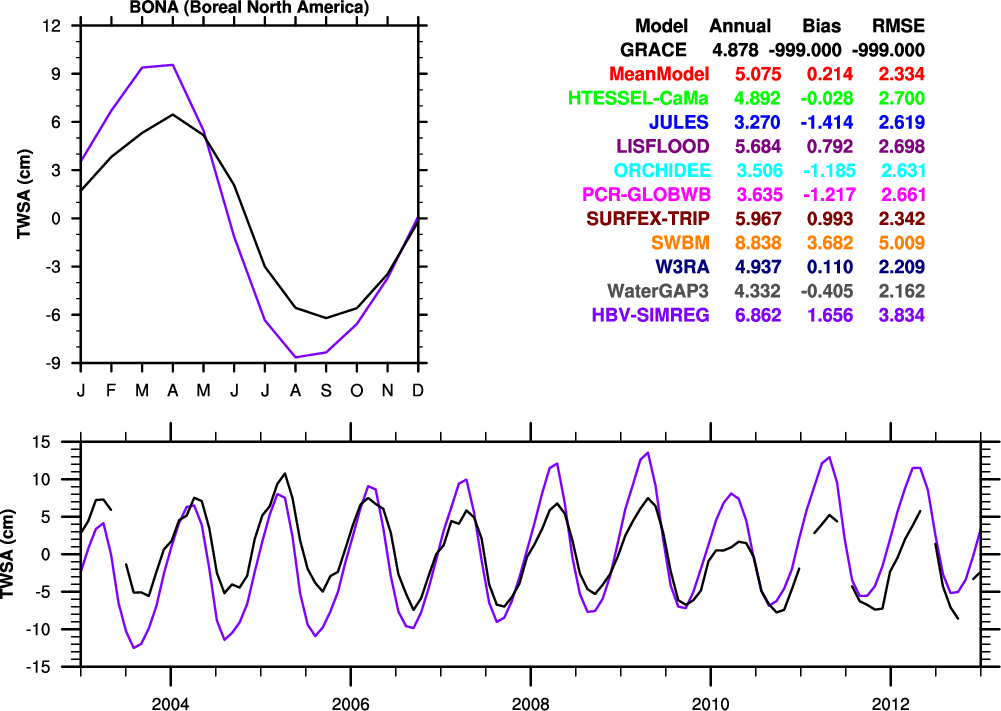 BONA (Boreal North America)
12
9
6
3
0
-3
-6
-9
TWSA (cm)
J F M A M J J A S O N D
Model Annual Bias RMSE
GRACE 4.878 -999.000 -999.000
MeanModel 5.075 0.214 2.334
HTESSEL-CaMa 4.892 -0.028 2.700
JULES 3.270 -1.414 2.619
LISFLOOD 5.684 0.792 2.698
ORCHIDEE 3.506 -1.185 2.631
PCR-GLOBWB 3.635 -1.217 2.661
SURFEX-TRIP 5.967 0.993 2.342
SWBM 8.838 3.682 5.009
W3RA 4.937 0.110 2.209
WaterGAP3 4.332 -0.405 2.162
HBV-SIMREG 6.862 1.656 3.834
15
10
5
0
-5
-10
-15
TWSA (cm)
2004 2006 2008 2010 2012